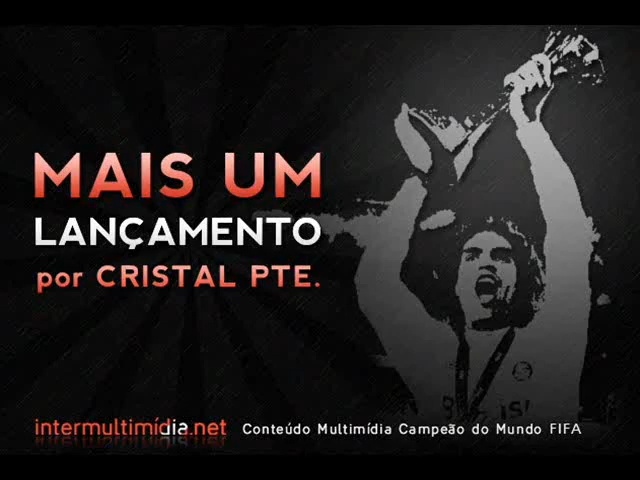 MAIS UM
LANÇAMENTO
por CRISTAL PTE.
intermultimídia.net Conteúdo Multimídia Campeão do Mundo FIFA